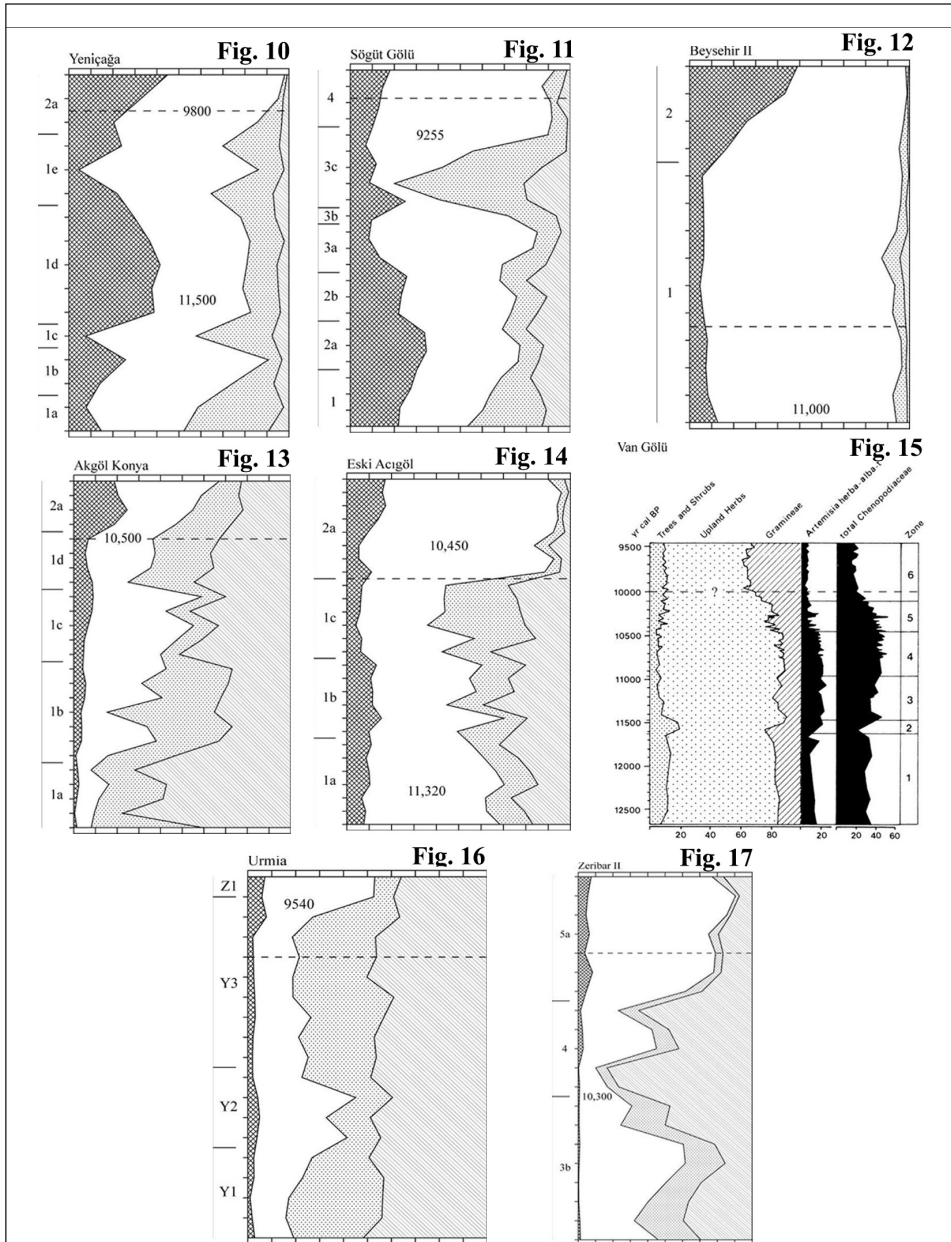 Yeniçağa
Fig. 10
2a
9800
1e
1d
11,500
1c
1b
1a
Sögüt Gölü
Fig. 11
4
9255
3c
3b
3a
2b
2a
1
Beysehir II
Fig. 12
2
1
11,000
Akgöl Konya
Fig. 13
2a
10,500
1d
1c
1b
1a
Eski Acıgöl
Fig. 14
2a
10,450
1c
1b
1a
11,320
Van Gölü
Fig. 15
yr cal BP
Trees and Shrubs
Upland Herbs
Gramineae
Artemisia herba-alba-t
total Chenopodiaceae
Zone
9500
10000
10500
11000
11500
12000
12500
?
6
5
4
3
2
1
20 40 60 80 20 20 40 60
Urmia
Fig. 16
Z1
9540
Y3
Y2
Y1
Zeribar II
Fig. 17
5a
4
10,300
3b